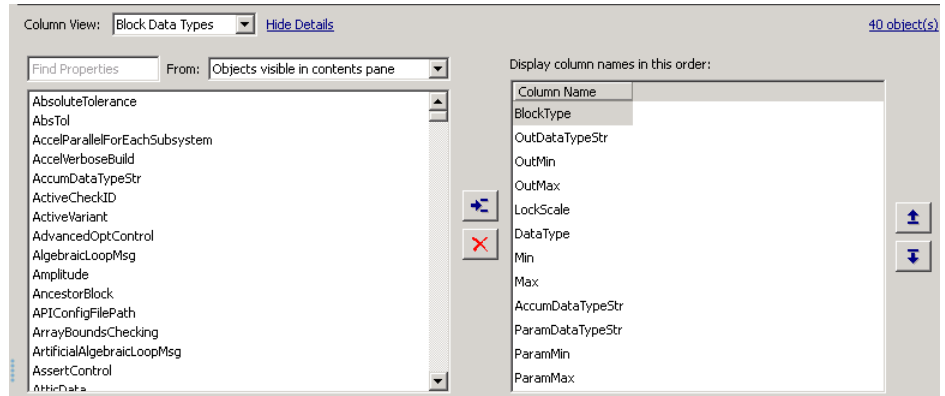 Column View: Block Data Types Hide Details 40 object(s)
Find Properties From: Objects visible in contents pane
Display column names in this order:
AbsoluteTolerance
AbsTol
AccelParallelForEachSubsystem
AccelVerboseBuild
AccumDataTypeStr
ActiveCheckID
ActiveVariant
AdvancedOptControl
AlgebraicLoopMsg
Amplitude
AncestorBlock
APIConfigFilePath
ArrayBoundsChecking
ArtificialAlgebraicLoopMsg
AssertControl
AtticData
Column Name
BlockType
OutDataTypeStr
OutMin
OutMax
LockScale
DataType
Min
Max
AccumDataTypeStr
ParamDataTypeStr
ParamMin
ParamMax